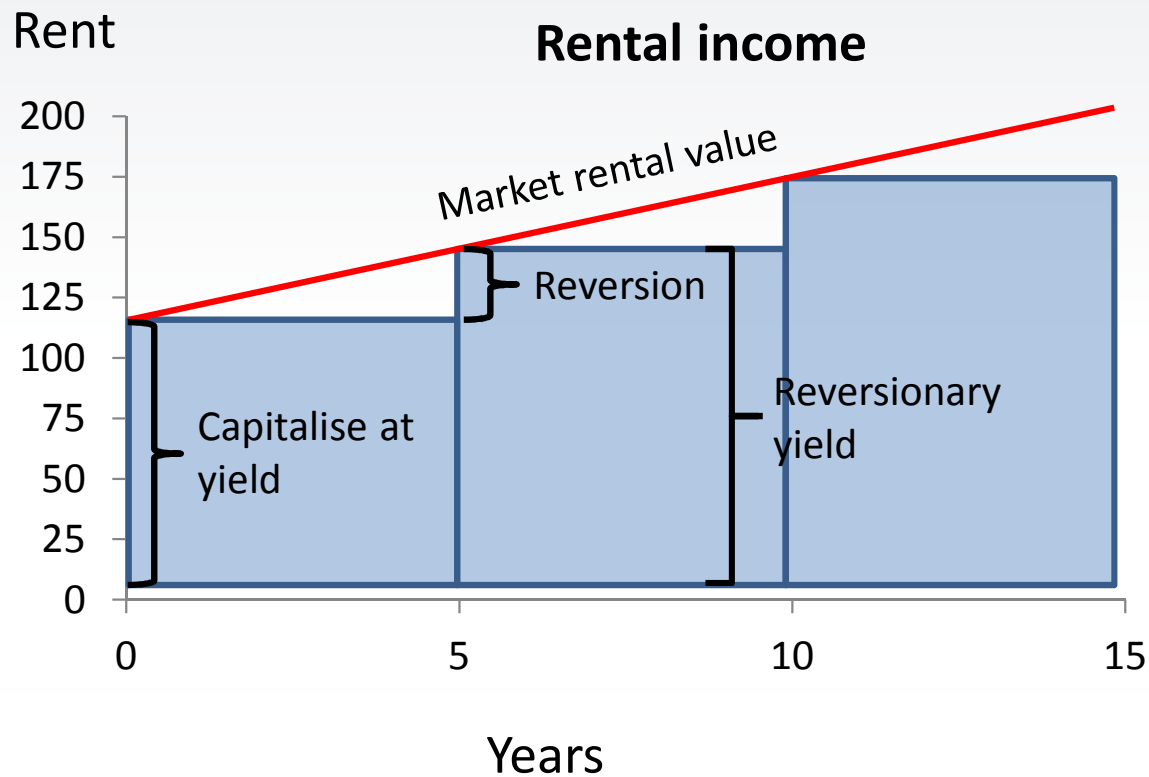 Rent
Rental income
200
175
150
125
100
75
50
25
0
Market rental value
Reversion
Capitalise at
yield
Reversionary
yield
0 5 10 15
Years